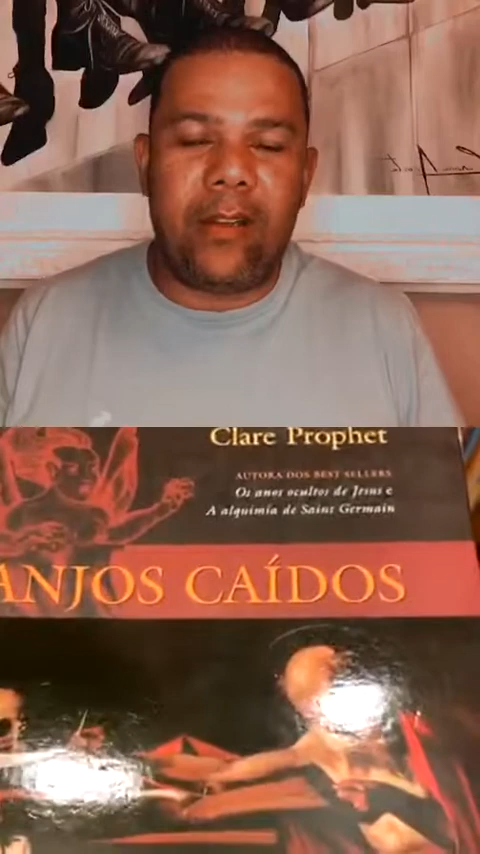 Clare Prophet
AUTORA DOS BEST SELLERS
Os anos ocultos de Jesus e
A alquimia de Saint Germain
ANJOS CAÍDOS